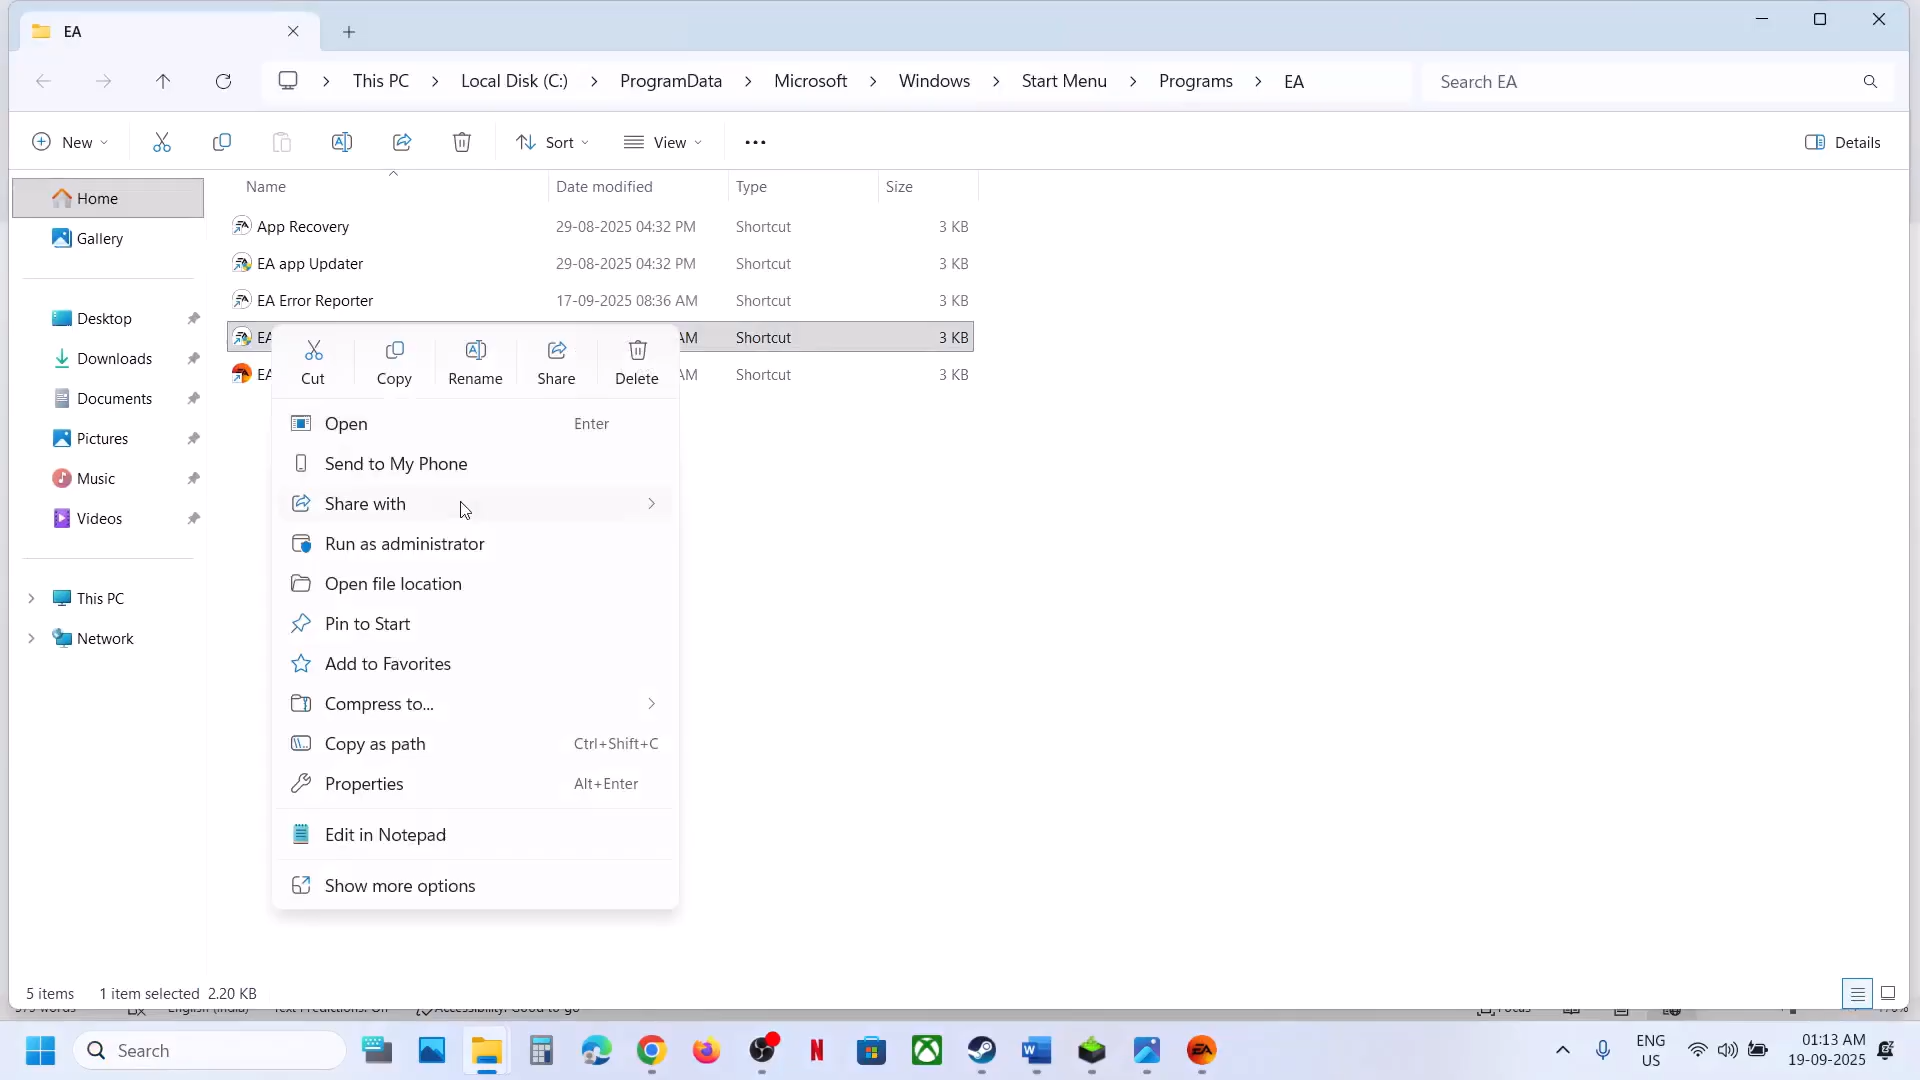 EA
This PC
Local Disk (C:)
ProgramData
Microsoft
Windows
Start Menu
Programs
EA
Search EA
New
Sort
View
Details
Name
Date modified
Type
Size
Home
Gallery
Desktop
Downloads
Documents
Pictures
Music
Videos
This PC
Network
App Recovery 29-08-2025 04:32 PM Shortcut 3 KB
EA app Updater 29-08-2025 04:32 PM Shortcut 3 KB
EA Error Reporter 17-09-2025 08:36 AM Shortcut 3 KB
EA AM Shortcut 3 KB
EA AM Shortcut 3 KB
Cut
Copy
Rename
Share
Delete
Open Enter
Send to My Phone
Share with
Run as administrator
Open file location
Pin to Start
Add to Favorites
Compress to...
Copy as path Ctrl+Shift+C
Properties Alt+Enter
Edit in Notepad
Show more options
5 items 1 item selected 2.20 KB
Search
ENG
US
01:13 AM
19-09-2025